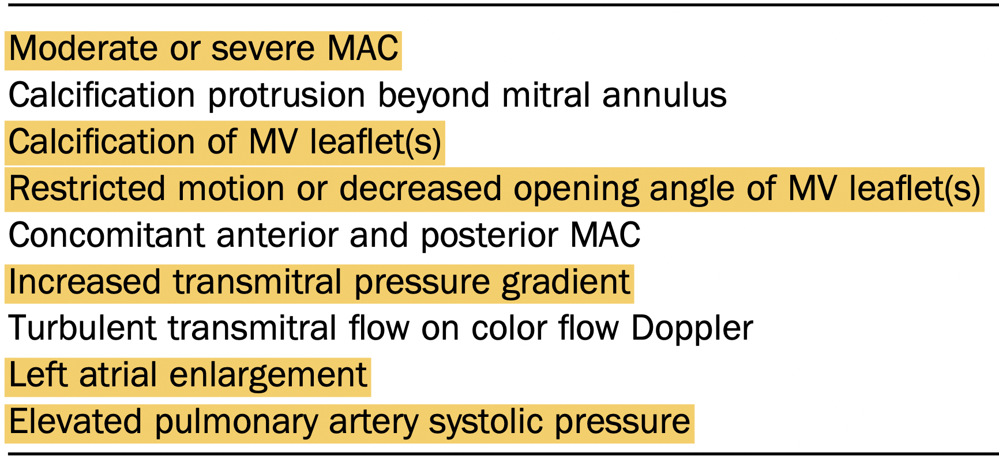 Moderate or severe MAC
Calcification protrusion beyond mitral annulus
Calcification of MV leaflet(s)
Restricted motion or decreased opening angle of MV leaflet(s)
Concomitant anterior and posterior MAC
Increased transmitral pressure gradient
Turbulent transmitral flow on color flow Doppler
Left atrial enlargement
Elevated pulmonary artery systolic pressure